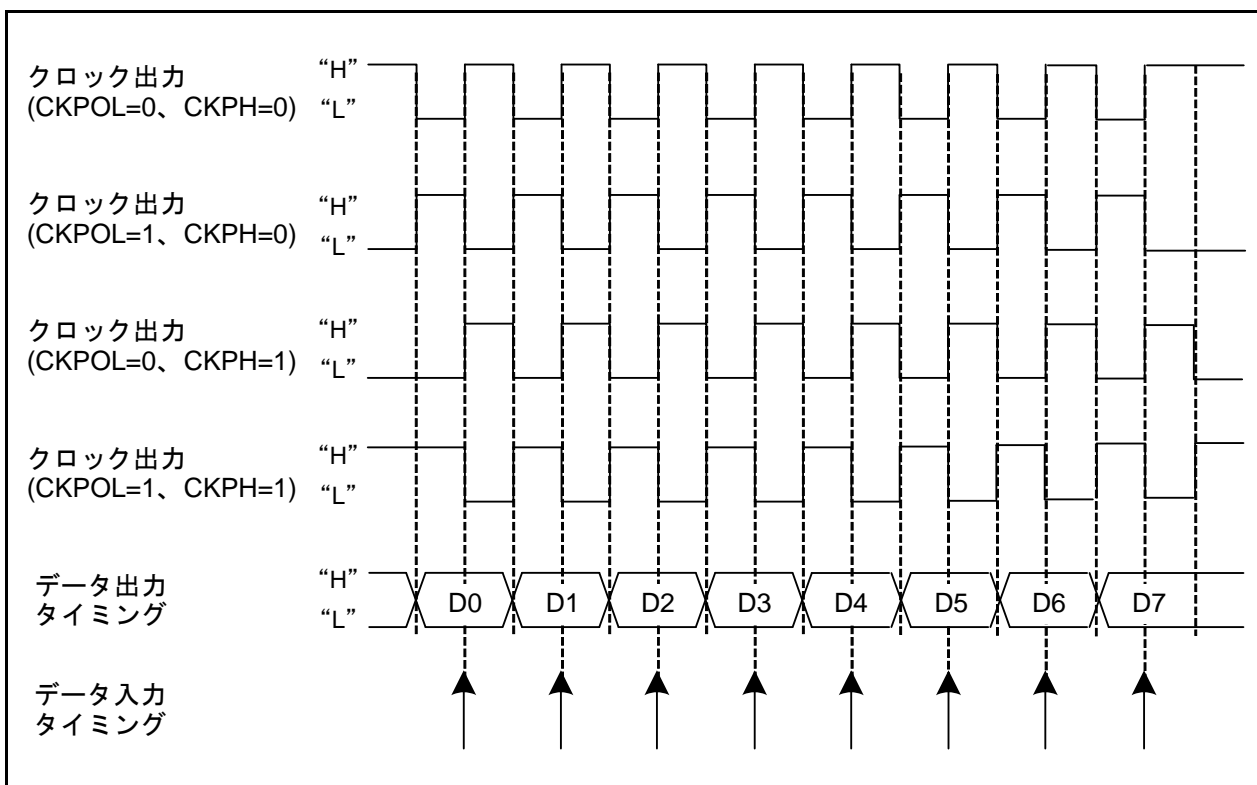 クロック出力
(CKPOL=0、CKPH=0)
“H”
“L”
クロック出力
(CKPOL=1、CKPH=0)
“H”
“L”
クロック出力
(CKPOL=0、CKPH=1)
“H”
“L”
クロック出力
(CKPOL=1、CKPH=1)
“H”
“L”
データ出力
タイミング
“H”
“L”
D0 D1 D2 D3 D4 D5 D6 D7
データ入力
タイミング